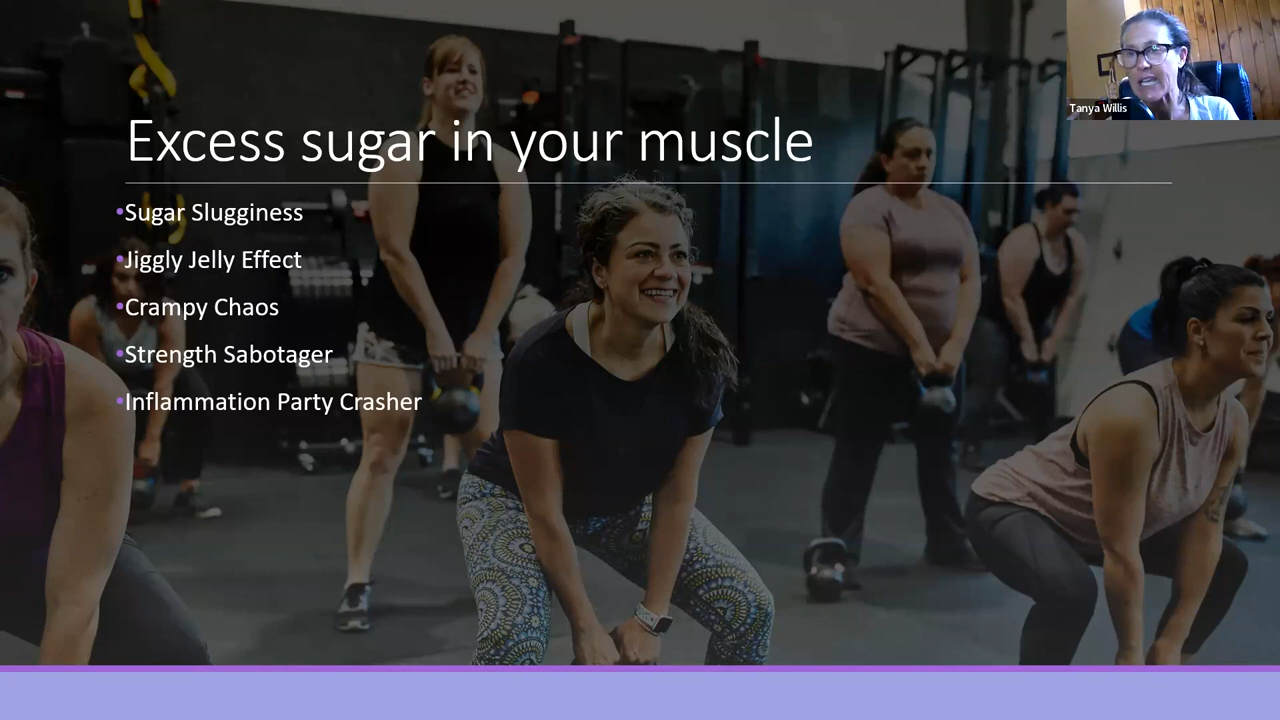 Tanya Willis
Excess sugar in your muscle
•Sugar Slugginess
•Jiggly Jelly Effect
•Crampy Chaos
•Strength Sabotager
•Inflammation Party Crasher